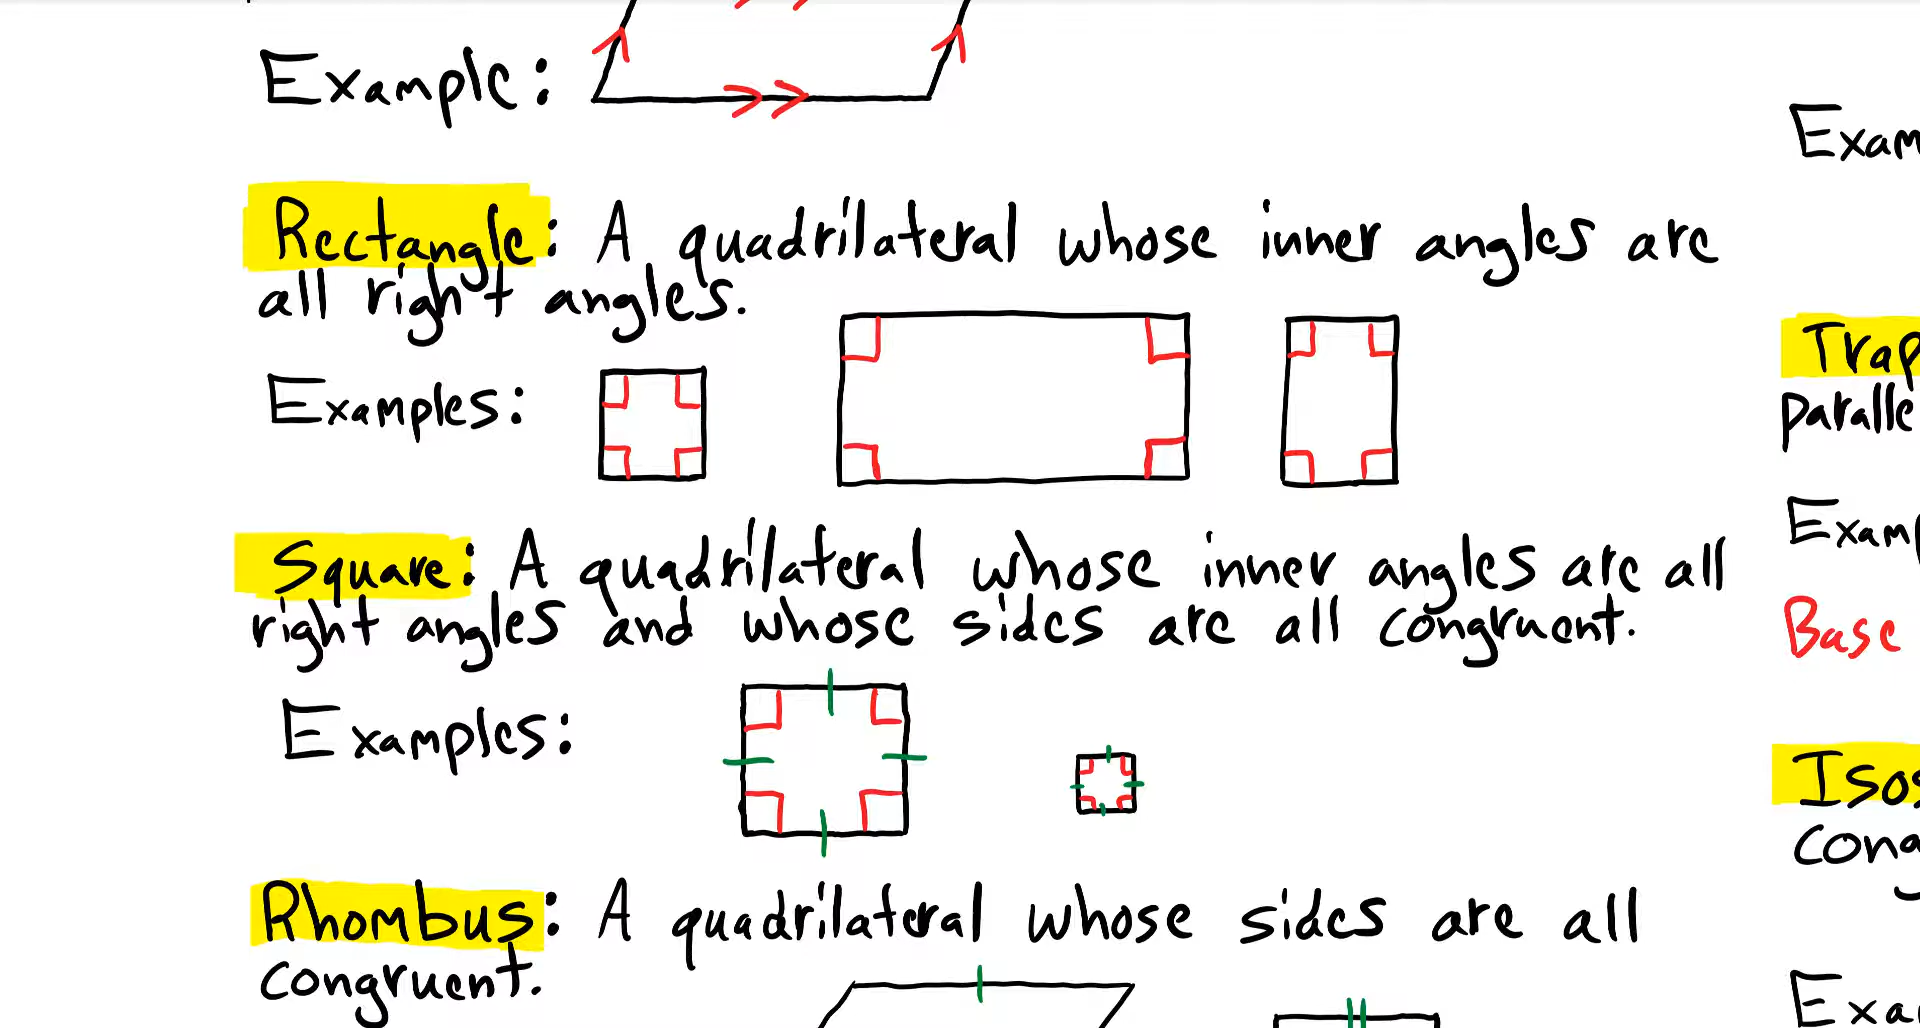 Example:
Rectangle: A quadrilateral whose inner angles are
all right angles.
Examples:
Square: A quadrilateral whose inner angles are all
right angles and whose sides are all congruent.
Examples:
Rhombus: A quadrilateral whose sides are all
congruent.
Exam
Trap
paralle
Examp
Base
Isos
cong
Exa